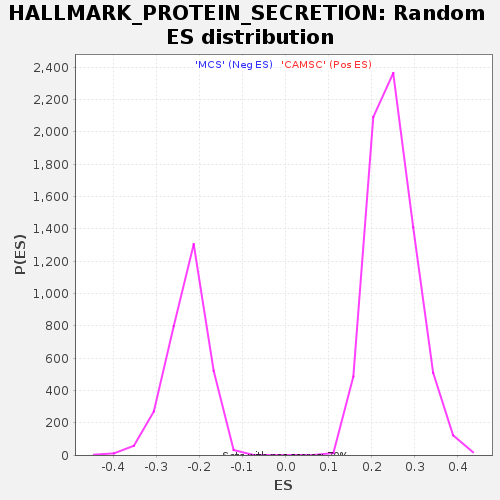 HALLMARK_PROTEIN_SECRETION: Random
ES distribution
'MCS' (Neg ES) 'CAMSC' (Pos ES)
2,400
2,200
2,000
1,800
1,600
1,400
1,200
1,000
800
600
400
200
0
P(ES)
-0.4 -0.3 -0.2 -0.1 0.0 0.1 0.2 0.3 0.4
ES